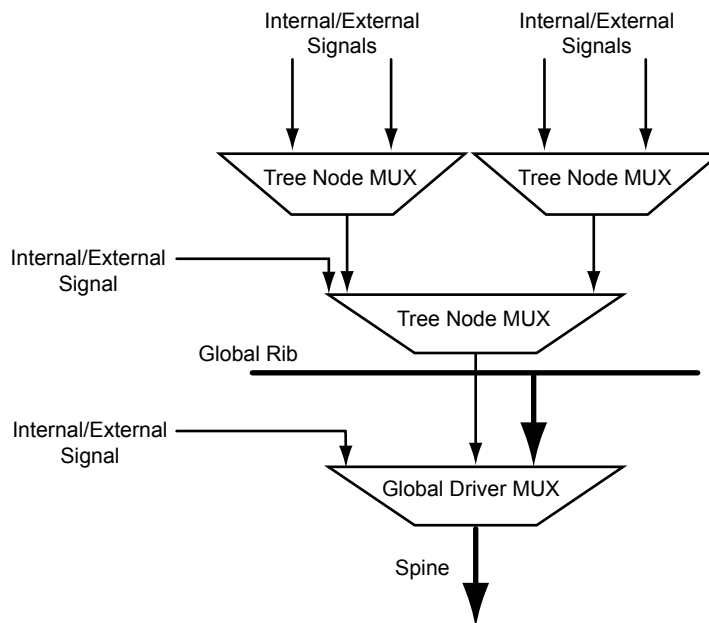 Internal/External
Signals
Internal/External
Signals
Tree Node MUX
Tree Node MUX
Internal/External
Signal
Tree Node MUX
Global Rib
Internal/External
Signal
Global Driver MUX
Spine